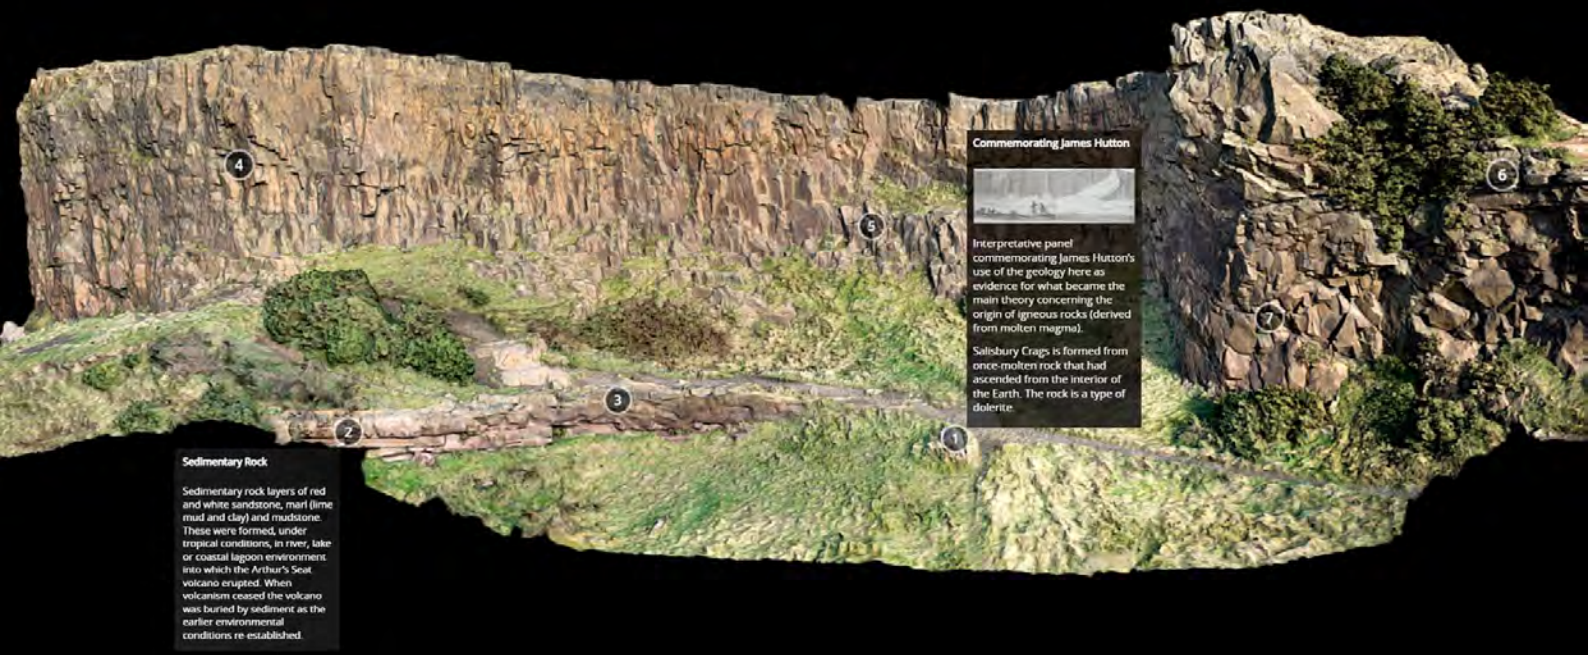 4
5
6
7
3
2
1
Commemorating James Hutton
Interpretative panel
commemorating James Hutton's
use of the geology here as
evidence for what became the
main theory concerning the
origin of igneous rocks (derived
from molten magma).
Salisbury Crags is formed from
once-molten rock that had
ascended from the interior of
the Earth. The rock is a type of
dolerite.
Sedimentary Rock
Sedimentary rock layers of red
and white sandstone, marl (lime
mud and clay) and mudstone.
These were formed, under
tropical conditions, in river, lake
or coastal lagoon environment
into which the Arthur's Seat
volcano erupted. When
volcanism ceased the volcano
was buried by sediment as the
earlier environmental
conditions re-established.